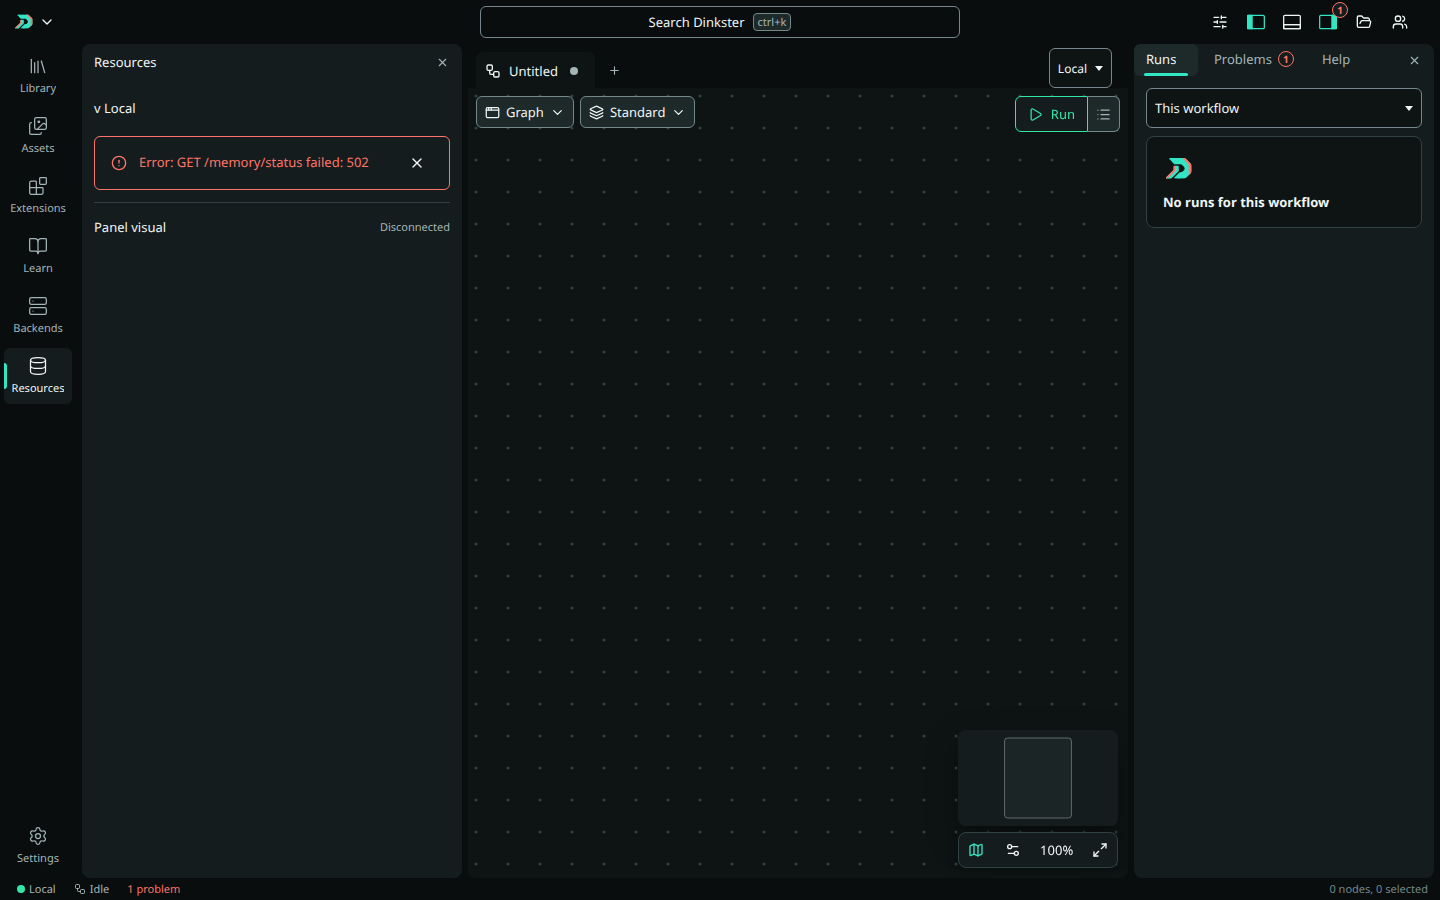 Search Dinkster ctrl+k
1
Library
Assets
Extensions
Learn
Backends
Resources
Settings
Resources
v Local
Error: GET /memory/status failed: 502
Panel visual Disconnected
Untitled
Local
Graph
Standard
Run
100%
Runs Problems 1 Help
This workflow
No runs for this workflow
Local Idle 1 problem
0 nodes, 0 selected